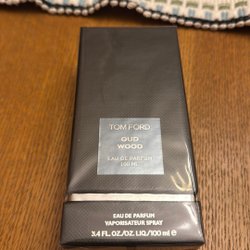 TOM FORD
OUD
WOOD
EAU DE PARFUM
100 ML
EAU DE PARFUM
VAPORISATEUR SPRAY
3.4 FL. OZ./OZ. LIQ./100 ml ℮